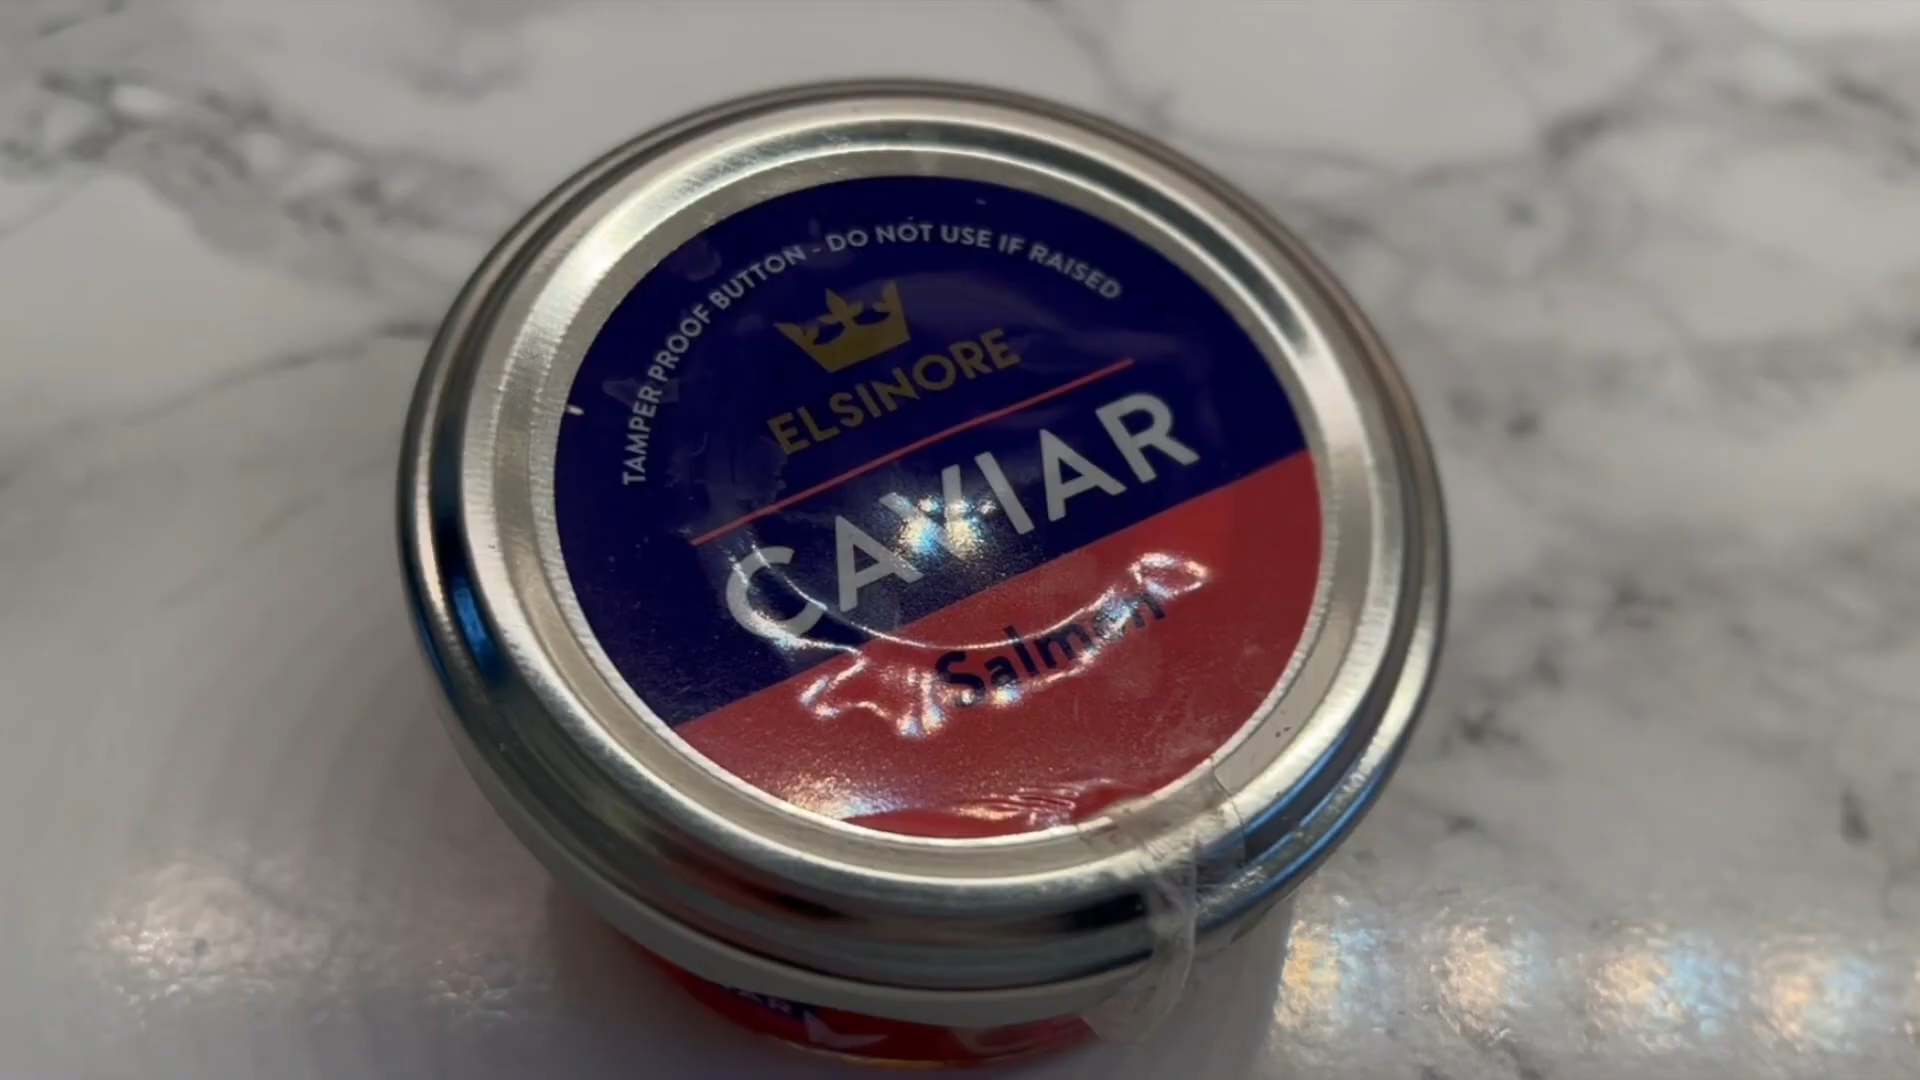 TAMPER PROOF BUTTON - DO NOT USE IF RAISED
ELSINORE
CAVIAR
Salmon